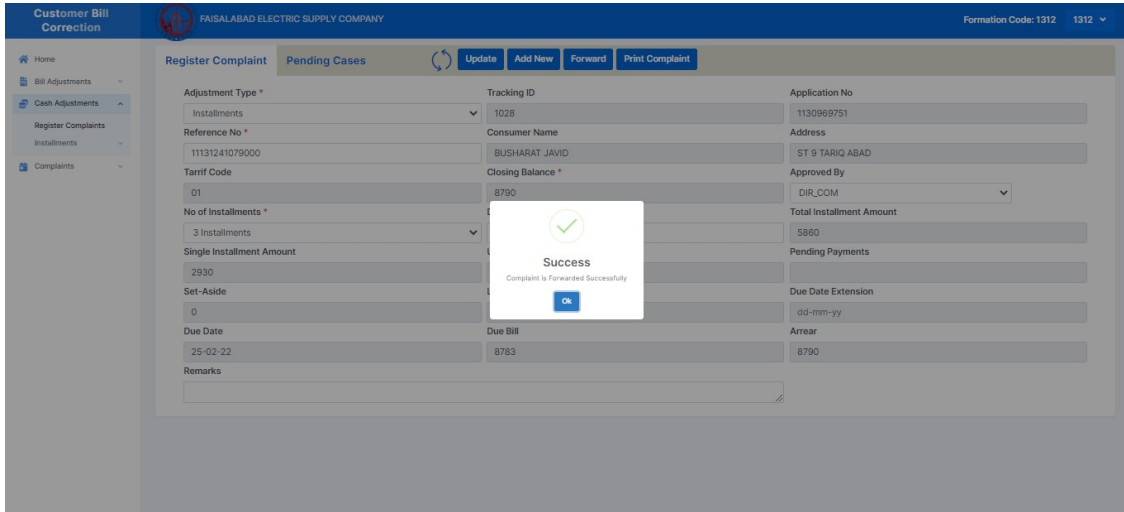 Customer Bill
Correction
FAISALABAD ELECTRIC SUPPLY COMPANY
Formation Code: 1312
1312
Home
Bill Adjustments
Cash Adjustments
Register Complaints
Installments
Complaints
Register Complaint
Pending Cases
Update
Add New
Forward
Print Complaint
Adjustment Type *
Tracking ID
Application No
Installments
1028
1130969751
Reference No *
Consumer Name
Address
11131241079000
BUSHARAT JAVID
ST 9 TARIQ ABAD
Tarrif Code
Closing Balance *
Approved By
01
8790
DIR_COM
No of Installments *
Total Installment Amount
3 Installments
5860
Single Installment Amount
Pending Payments
2930
Set-Aside
Due Date Extension
0
dd-mm-yy
Due Date
Due Bill
Arrear
25-02-22
8783
8790
Remarks
Success
Complaint is Forwarded Successfully
Ok